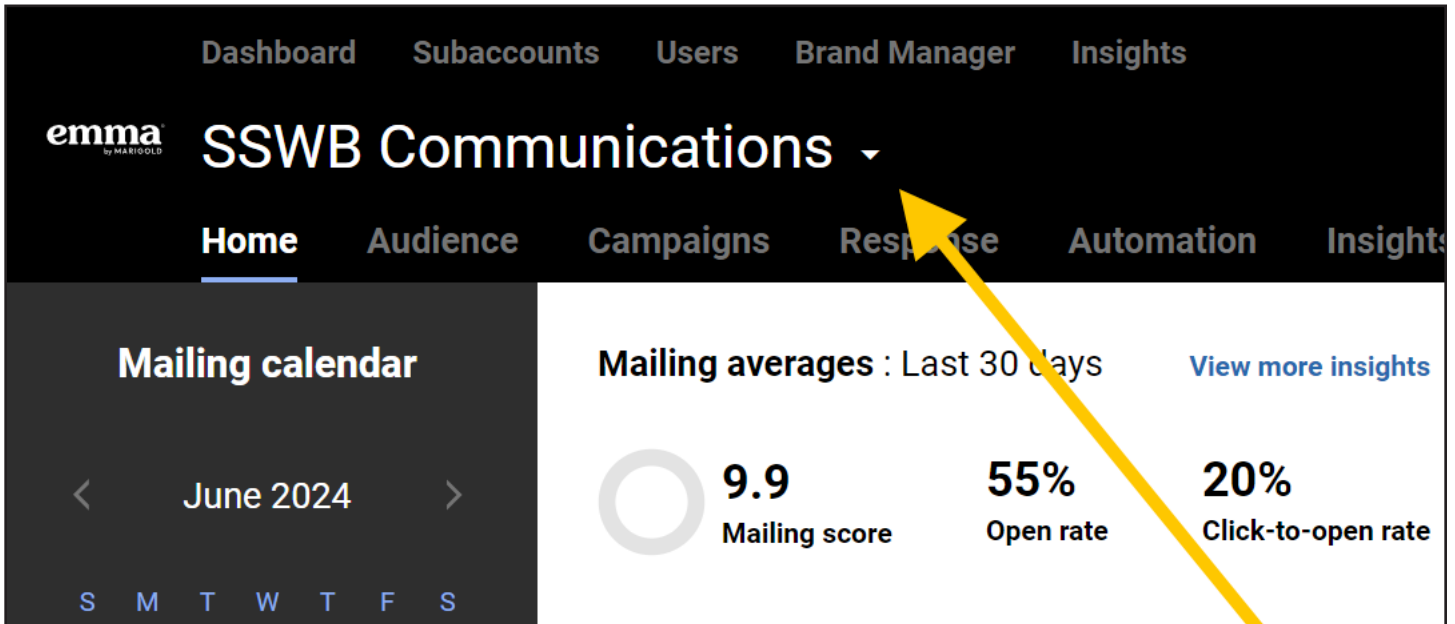 Dashboard Subaccounts Users Brand Manager Insights
emma
by MARIGOLD
SSWB Communications
Home Audience Campaigns Response Automation Insights
Mailing calendar
Mailing averages : Last 30 days View more insights
June 2024
9.9 55% 20%
Mailing score Open rate Click-to-open rate
S M T W T F S